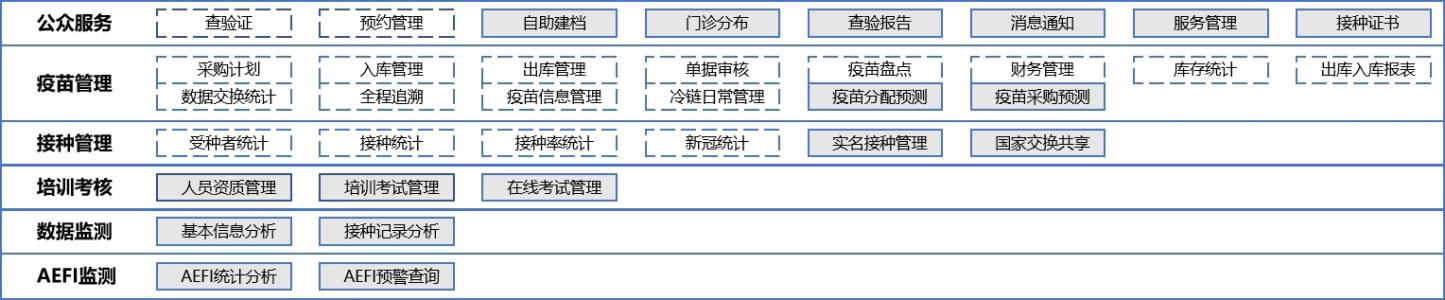 公众服务 查验证 预约管理 自助建档 门诊分布 查验报告 消息通知 服务管理 接种证书
疫苗管理 采购计划 入库管理 出库管理 单据审核 疫苗盘点 财务管理 库存统计 出库入库报表
数据交换统计 全程追溯 疫苗信息管理 冷链日常管理 疫苗分配预测 疫苗采购预测
接种管理 受种者统计 接种统计 接种率统计 新冠统计 实名接种管理 国家交换共享
培训考核 人员资质管理 培训考试管理 在线考试管理
数据监测 基本信息分析 接种记录分析
AEFI监测 AEFI统计分析 AEFI预警查询